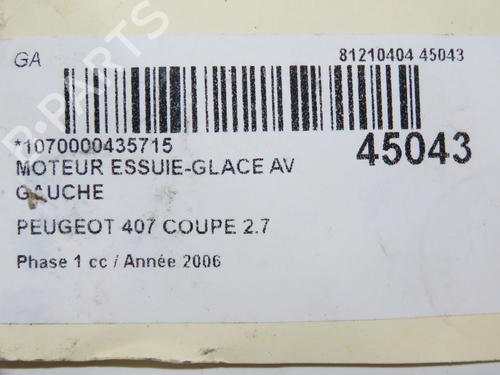 GA
81210404 45043
*1070000435715
45043
MOTEUR ESSUIE-GLACE AV
GAUCHE
PEUGEOT 407 COUPE 2.7
Phase 1 cc / Année 2006
B-PARTS